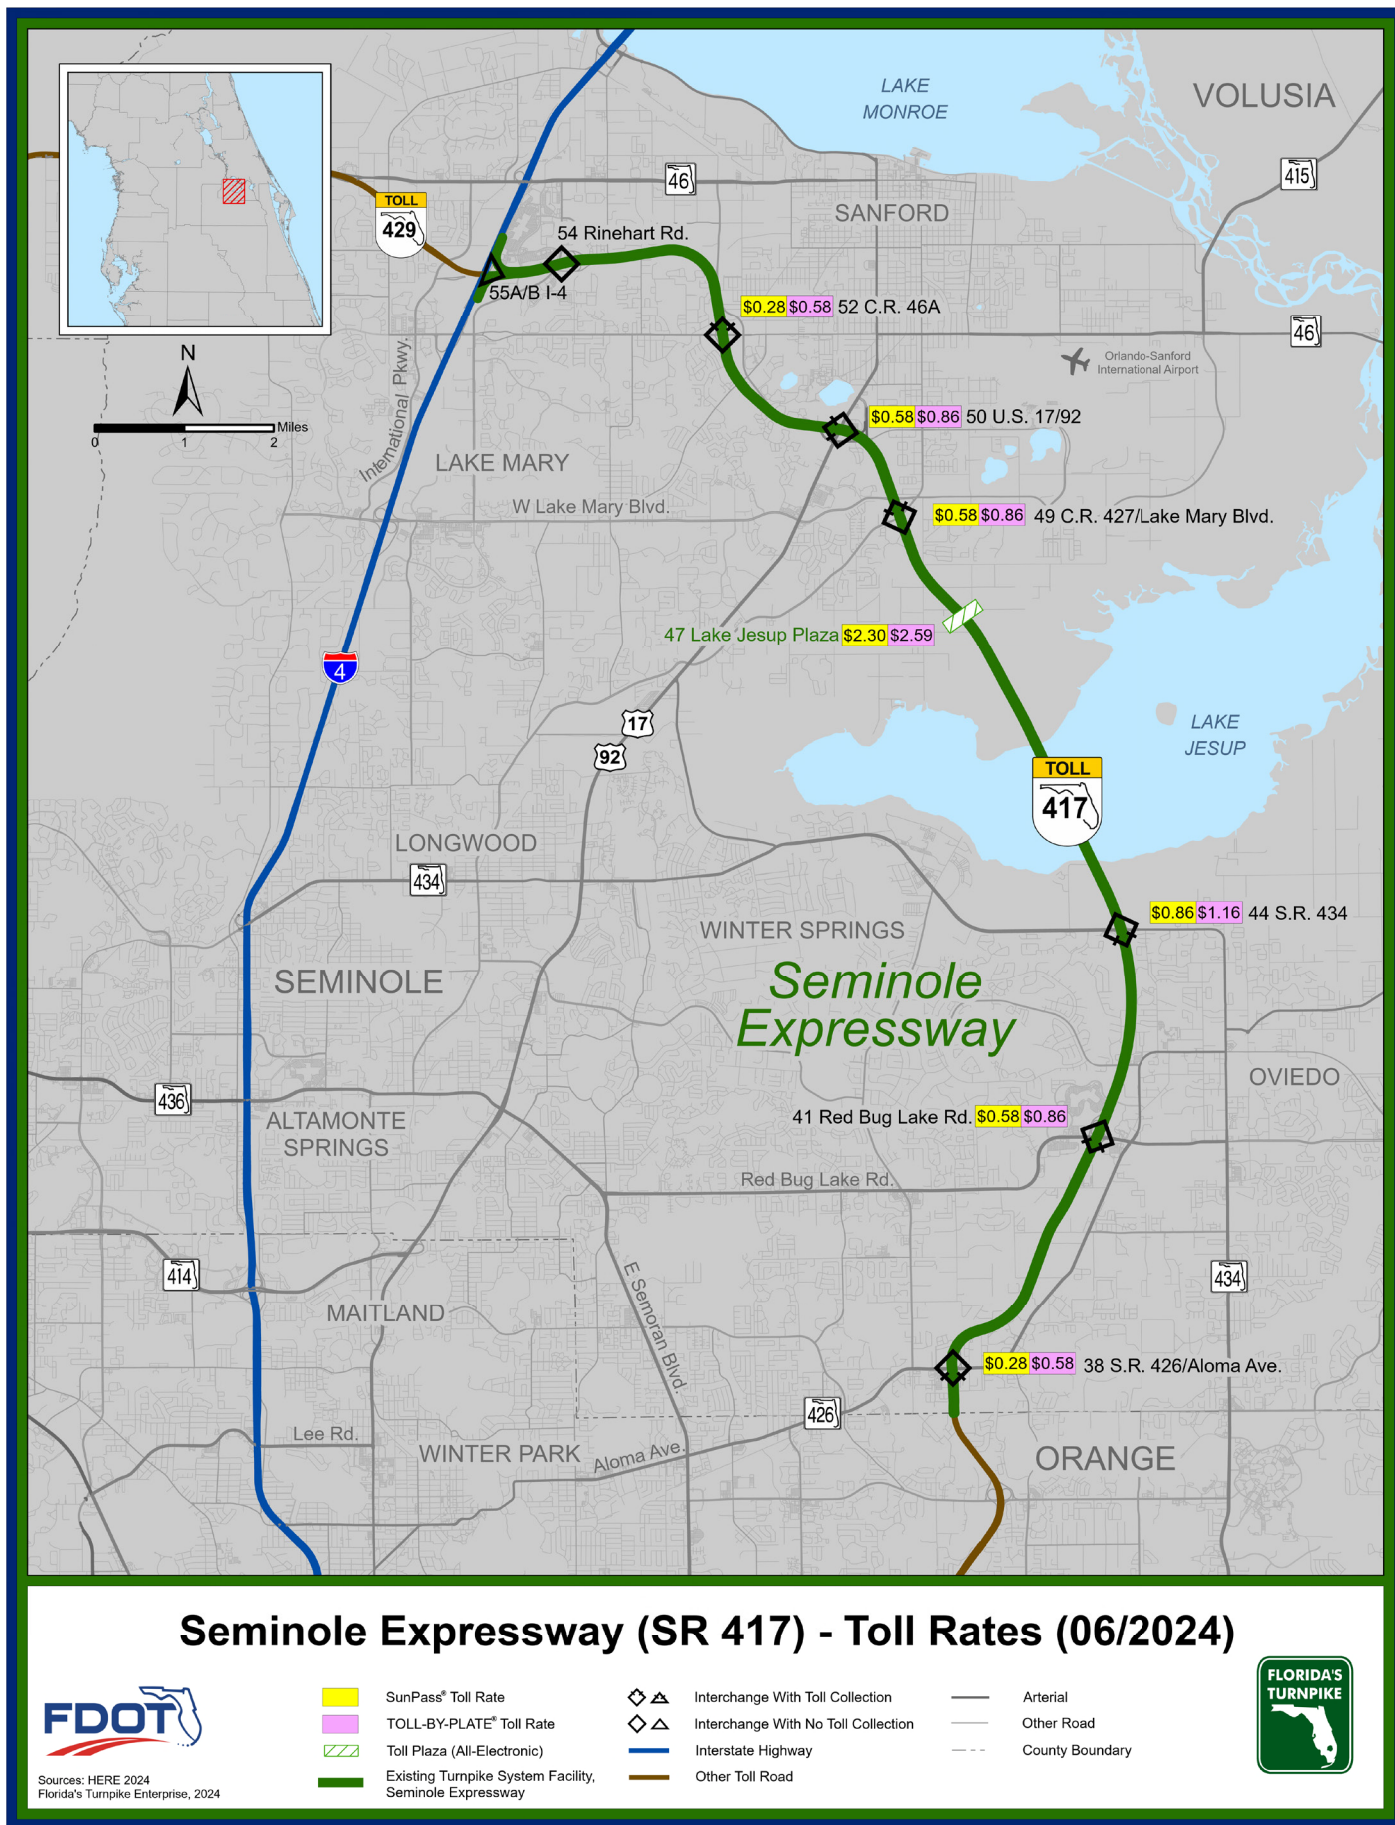 LAKE
MONROE
VOLUSIA
46
415
TOLL
429
SANFORD
54 Rinehart Rd.
55A/B I-4
$0.28 $0.58 52 C.R. 46A
46
Orlando-Sanford
International Airport
N
Miles
0 1 2
International Pkwy.
$0.58 $0.86 50 U.S. 17/92
LAKE MARY
W Lake Mary Blvd.
$0.58 $0.86 49 C.R. 427/Lake Mary Blvd.
47 Lake Jesup Plaza $2.30 $2.59
4
17
92
LAKE
JESUP
TOLL
417
LONGWOOD
434
$0.86 $1.16 44 S.R. 434
WINTER SPRINGS
SEMINOLE
Seminole
Expressway
OVIEDO
436
ALTAMONTE
SPRINGS
41 Red Bug Lake Rd. $0.58 $0.86
Red Bug Lake Rd.
414
434
MAITLAND
E Semoran Blvd.
$0.28 $0.58 38 S.R. 426/Aloma Ave.
426
Lee Rd.
WINTER PARK
Aloma Ave.
ORANGE
Seminole Expressway (SR 417) - Toll Rates (06/2024)
FDOT
Sources: HERE 2024
Florida's Turnpike Enterprise, 2024
SunPass® Toll Rate
TOLL-BY-PLATE® Toll Rate
Toll Plaza (All-Electronic)
Existing Turnpike System Facility,
Seminole Expressway
Interchange With Toll Collection
Interchange With No Toll Collection
Interstate Highway
Other Toll Road
Arterial
Other Road
County Boundary
FLORIDA'S
TURNPIKE